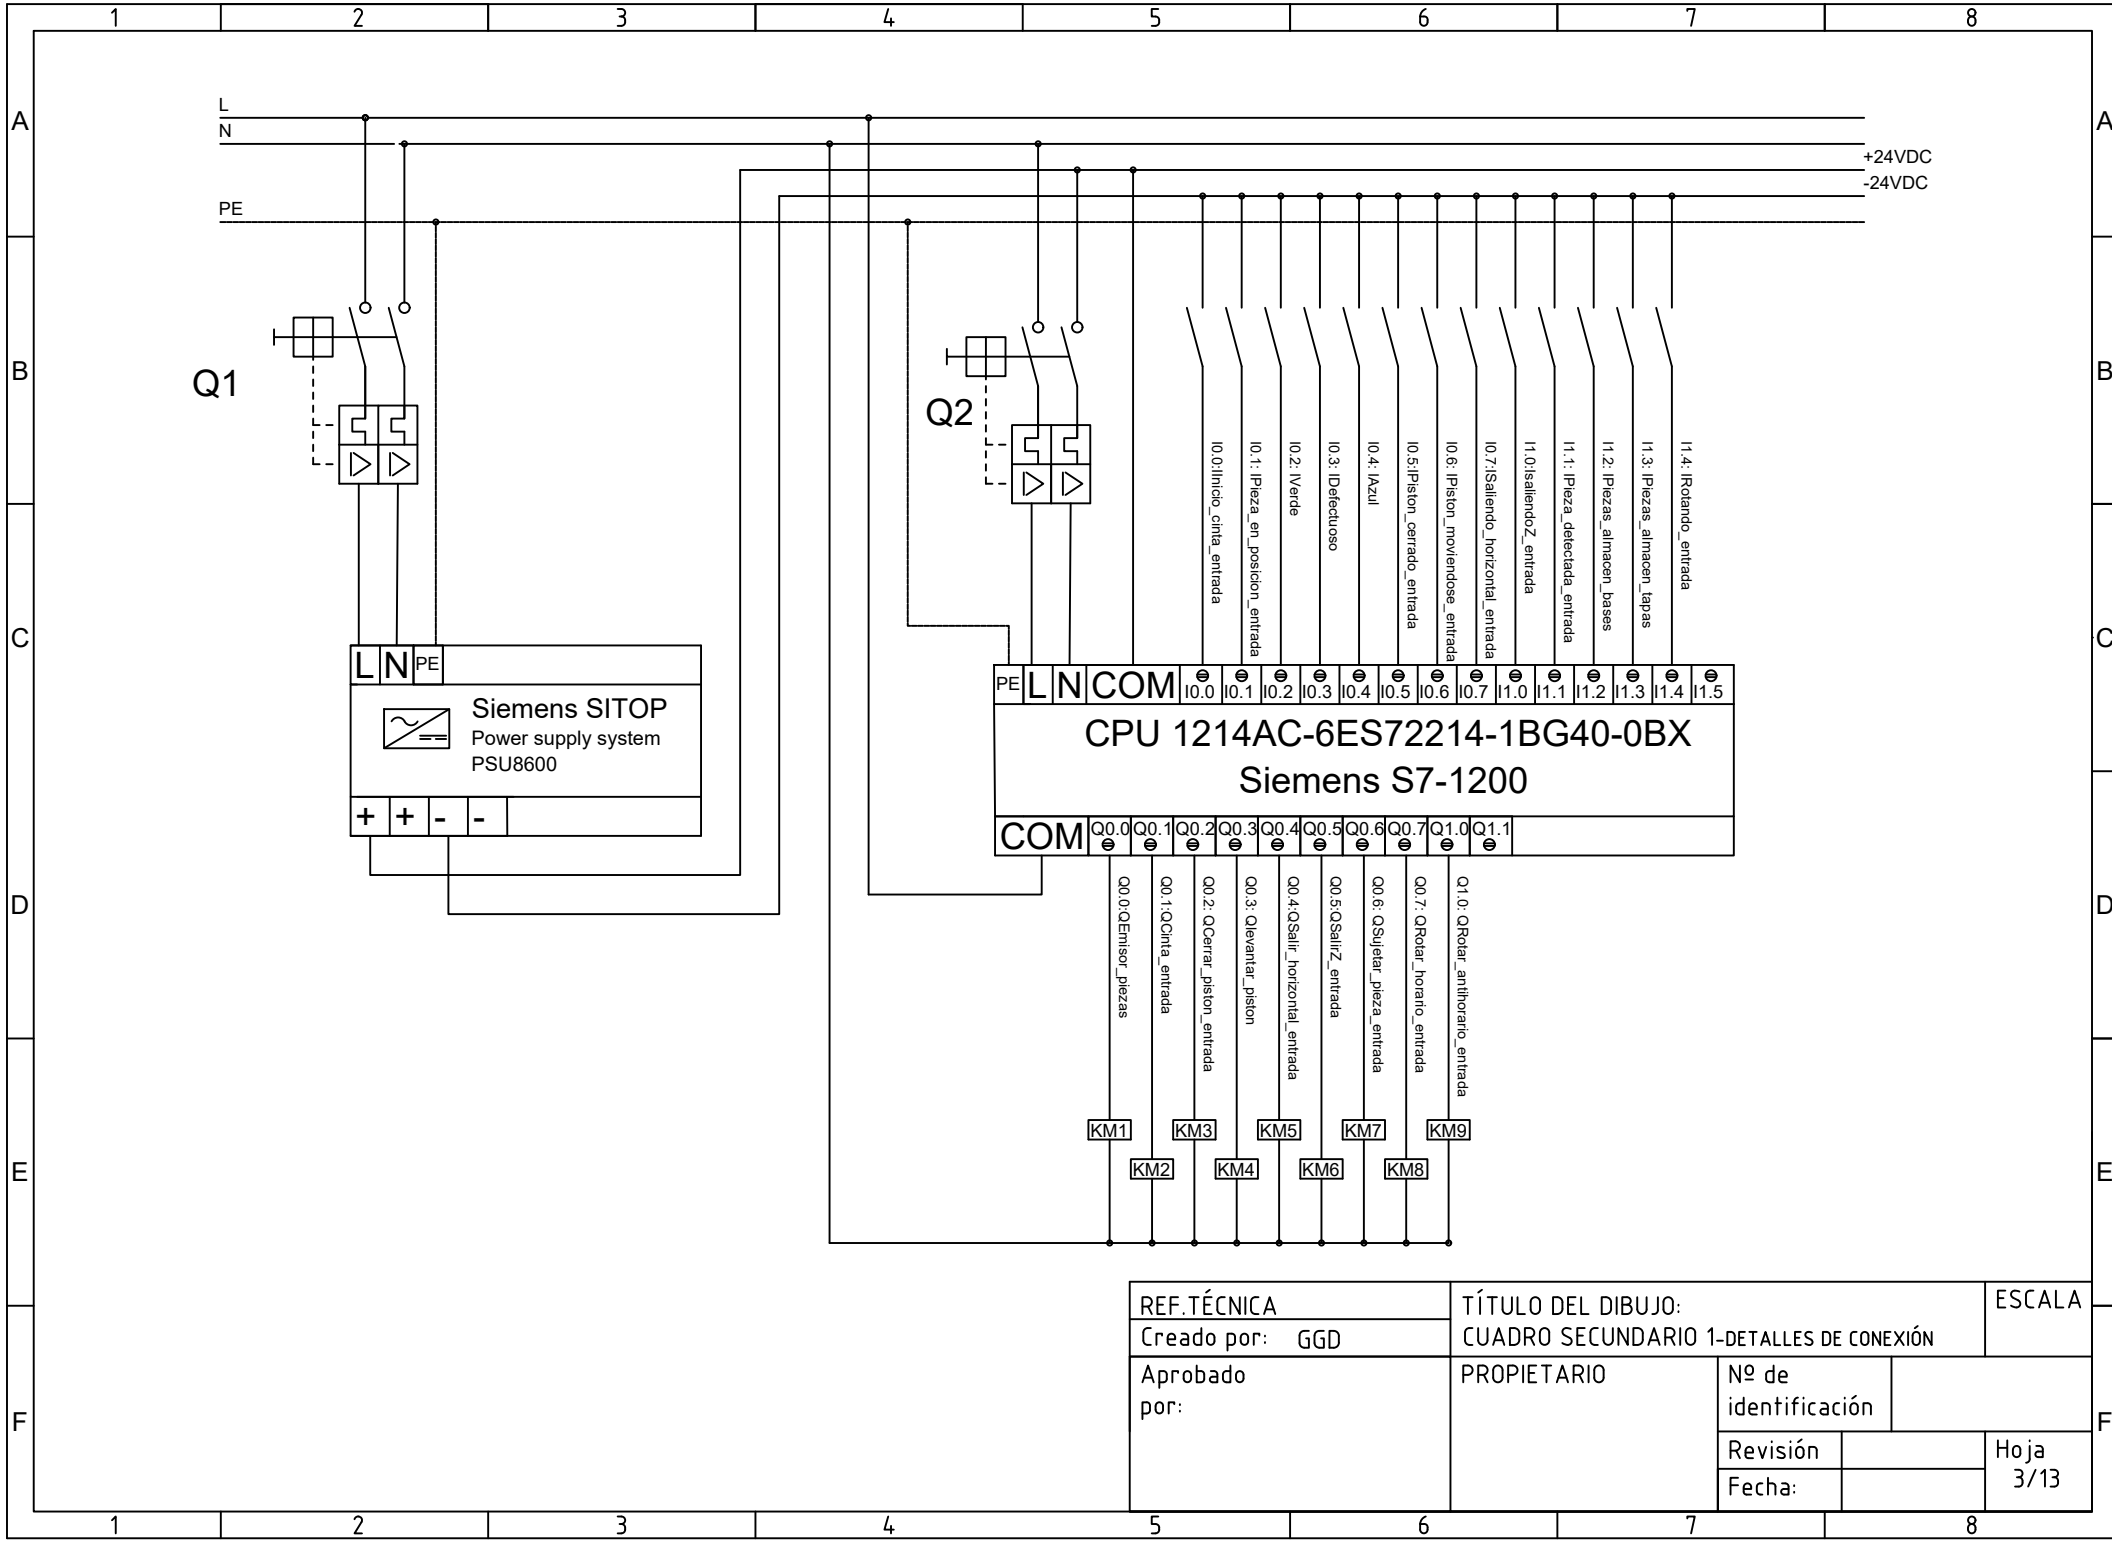 1 2 3 4 5 6 7 8
A A
L
N
+24VDC
-24VDC
PE
B B
Q1
Q2
I0.0:IInicio_cinta_entrada
I0.1: IPieza_en_posicion_entrada
I0.2: IVerde
I0.3: IDefectuoso
I0.4: IAzul
I0.5:IPiston_cerrado_entrada
I0.6: IPiston_moviendose_entrada
I0.7:ISaliendo_horizontal_entrada
I1.0:IsaliendoZ_entrada
I1.1: IPieza_detectada_entrada
I1.2: IPiezas_almacen_bases
I1.3: IPiezas_almacen_tapas
I1.4: IRotando_entrada
C C
L N PE
Siemens SITOP
Power supply system
PSU8600
+ + - -
PE L N COM I0.0 I0.1 I0.2 I0.3 I0.4 I0.5 I0.6 I0.7 I1.0 I1.1 I1.2 I1.3 I1.4 I1.5
CPU 1214AC-6ES72214-1BG40-0BX
Siemens S7-1200
COM Q0.0 Q0.1 Q0.2 Q0.3 Q0.4 Q0.5 Q0.6 Q0.7 Q1.0 Q1.1
D D
Q0.0:QEmisor_piezas
Q0.1:QCinta_entrada
Q0.2: QCerrar_piston_entrada
Q0.3: Qlevantar_piston
Q0.4:QSalir_horizontal_entrada
Q0.5:QSalirZ_entrada
Q0.6: QSujetar_pieza_entrada
Q0.7: QRotar_horario_entrada
Q1.0: QRotar_antihorario_entrada
KM1 KM3 KM5 KM7 KM9
KM2 KM4 KM6 KM8
E E
REF.TÉCNICA
Creado por: GGD
TÍTULO DEL DIBUJO:
CUADRO SECUNDARIO 1-DETALLES DE CONEXIÓN
ESCALA
Aprobado
por:
PROPIETARIO
Nº de
identificación
Revisión
Fecha:
Hoja
3/13
F F
1 2 3 4 5 6 7 8